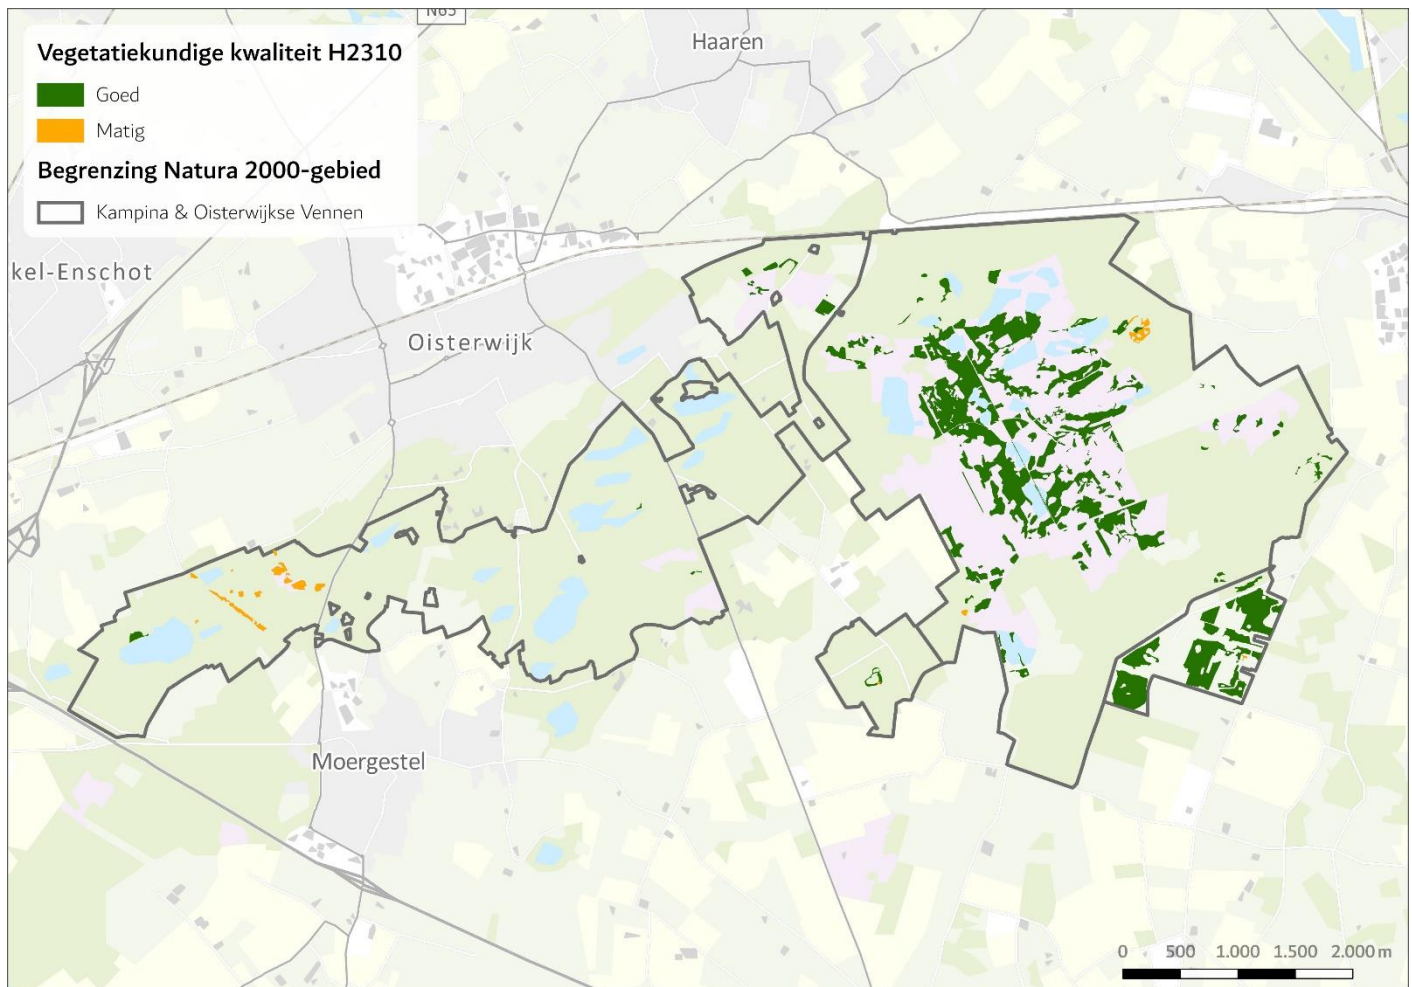 N65
Haaren
Vegetatiekundige kwaliteit H2310
Goed
Matig
Begrenzing Natura 2000-gebied
Kampina & Oisterwijkse Vennen
kel-Enschot
Oisterwijk
Moergestel
0 500 1.000 1.500 2.000 m